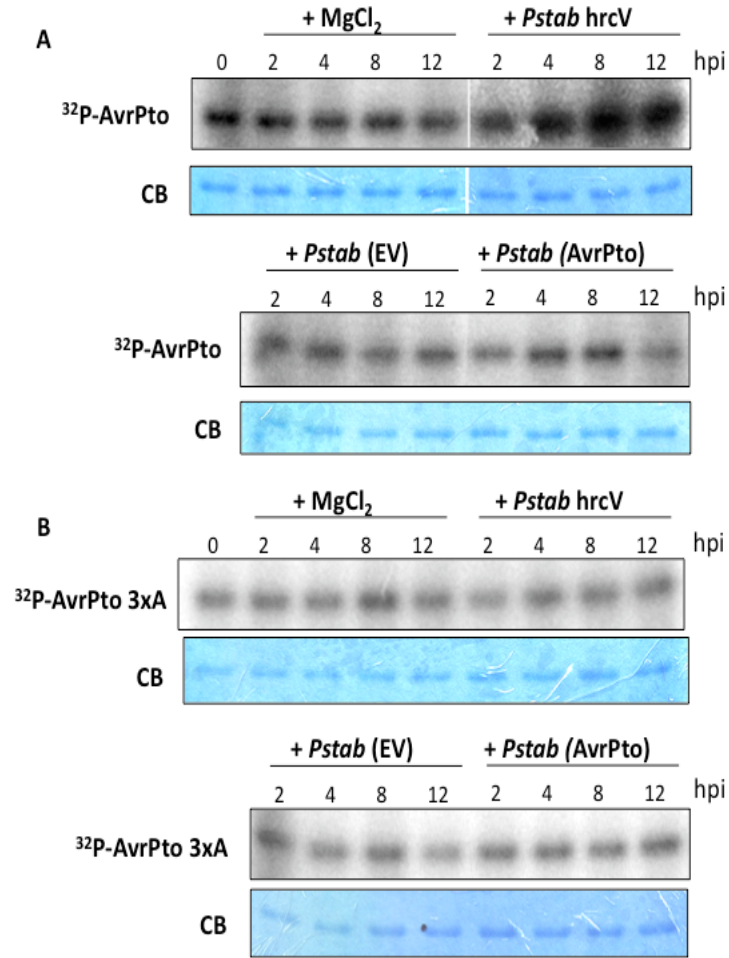 A
+ MgCl2 + Pstab hrcV
0 2 4 8 12 2 4 8 12 hpi
32P-AvrPto
CB
+ Pstab (EV) + Pstab (AvrPto)
2 4 8 12 2 4 8 12 hpi
32P-AvrPto
CB
B
+ MgCl2 + Pstab hrcV
0 2 4 8 12 2 4 8 12 hpi
32P-AvrPto 3xA
CB
+ Pstab (EV) + Pstab (AvrPto)
2 4 8 12 2 4 8 12 hpi
32P-AvrPto 3xA
CB